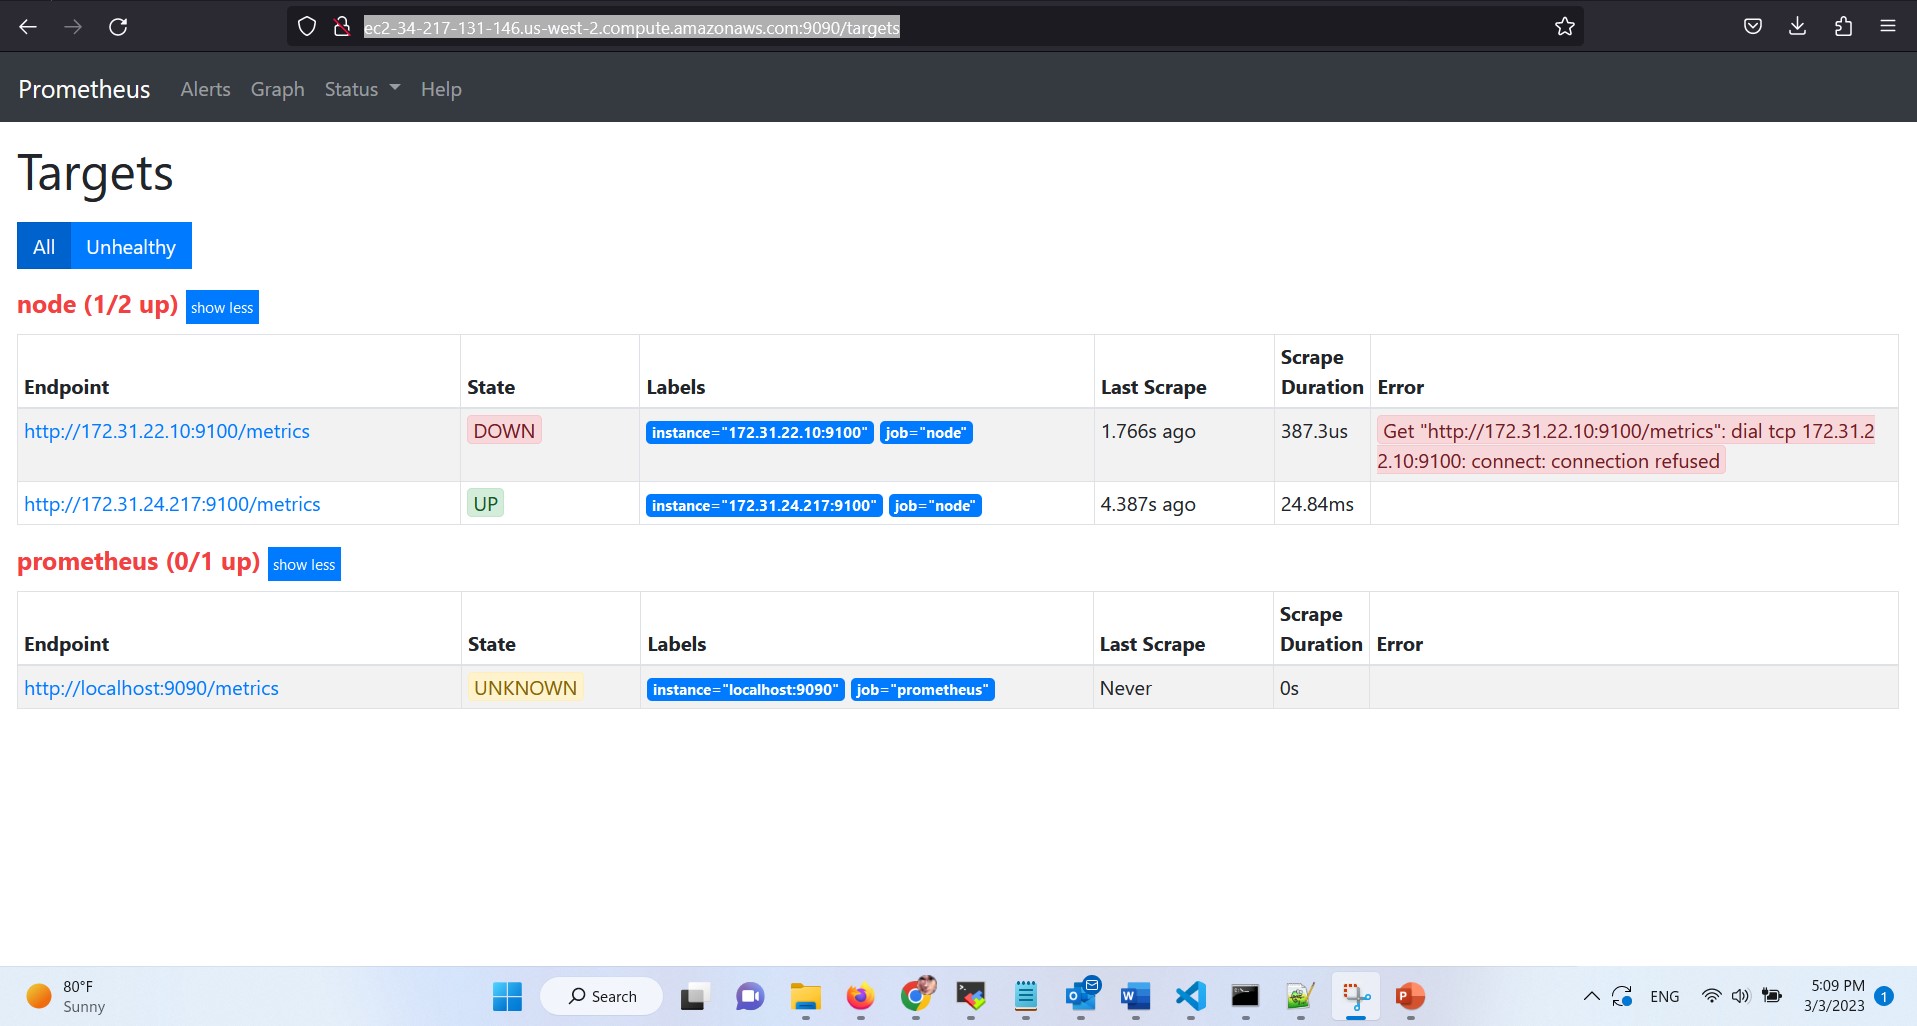 ec2-34-217-131-146.us-west-2.compute.amazonaws.com:9090/targets
Prometheus Alerts Graph Status Help
Targets
All Unhealthy
node (1/2 up) show less
Endpoint State Labels Last Scrape Scrape Duration Error
http://172.31.22.10:9100/metrics DOWN instance="172.31.22.10:9100" job="node" 1.766s ago 387.3us Get "http://172.31.22.10:9100/metrics": dial tcp 172.31.2
2.10:9100: connect: connection refused
http://172.31.24.217:9100/metrics UP instance="172.31.24.217:9100" job="node" 4.387s ago 24.84ms
prometheus (0/1 up) show less
Endpoint State Labels Last Scrape Scrape Duration Error
http://localhost:9090/metrics UNKNOWN instance="localhost:9090" job="prometheus" Never 0s
80°F
Sunny
Search
ENG
5:09 PM
3/3/2023
1